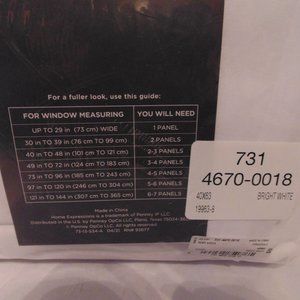 For a fuller look, use this guide:
FOR WINDOW MEASURING YOU WILL NEED
UP TO 29 in (73 cm) WIDE 1 PANEL
30 in TO 39 in (76 cm TO 99 cm) 2 PANELS
40 in TO 48 in (101 cm TO 121 cm) 2-3 PANELS
49 in TO 72 in (124 cm TO 183 cm) 3-4 PANELS
73 in TO 96 in (185 cm TO 243 cm) 4-5 PANELS
97 in TO 120 in (246 cm TO 304 cm) 5-6 PANELS
121 in TO 144 in (307 cm TO 365 cm) 6-7 PANELS
731
4670-0018
40X63 BRIGHT WHITE
19963-8
Made in China
Home Expressions is a trademark of Penney IP LLC.
Distributed in the U.S. by Penney OpCo LLC, Plano, Texas
© Penney OpCo LLC